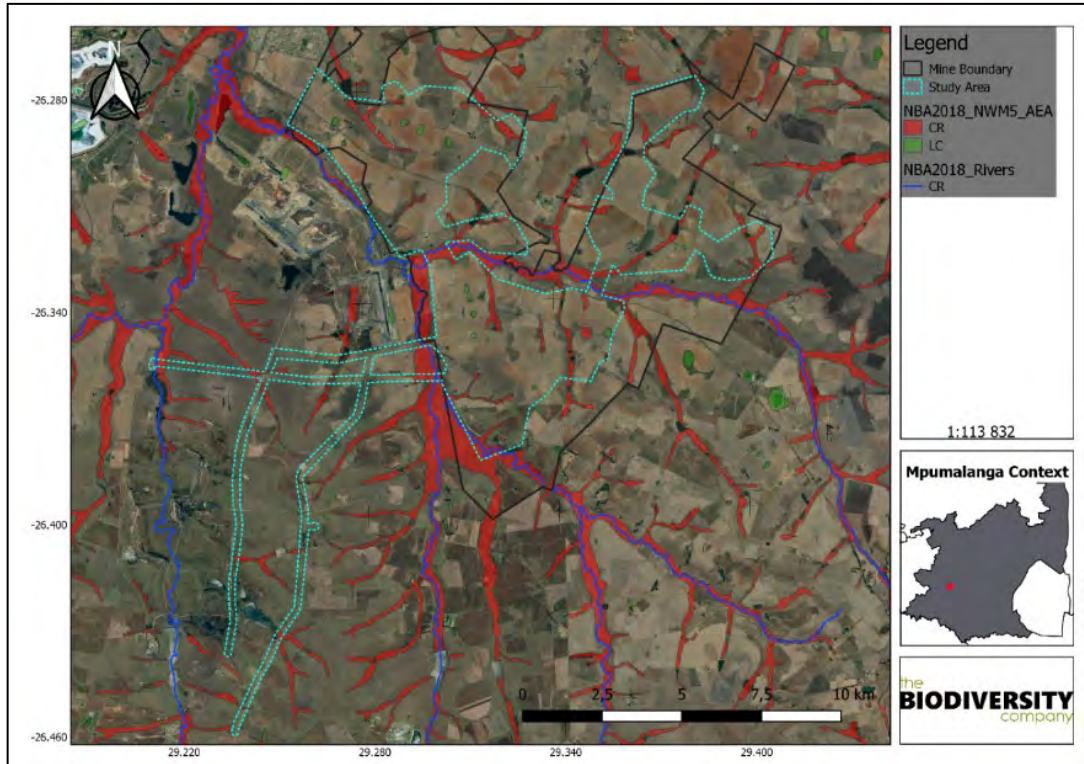 N
-26.280
-26.340
-26.400
-26.460
29.220
29.280
29.340
29.400
0 2,5 5 7,5 10 km
Legend
Mine Boundary
Study Area
NBA2018_NWM5_AEA
CR
LC
NBA2018_Rivers
CR
1:113 832
Mpumalanga Context
the
BIODIVERSITY
company